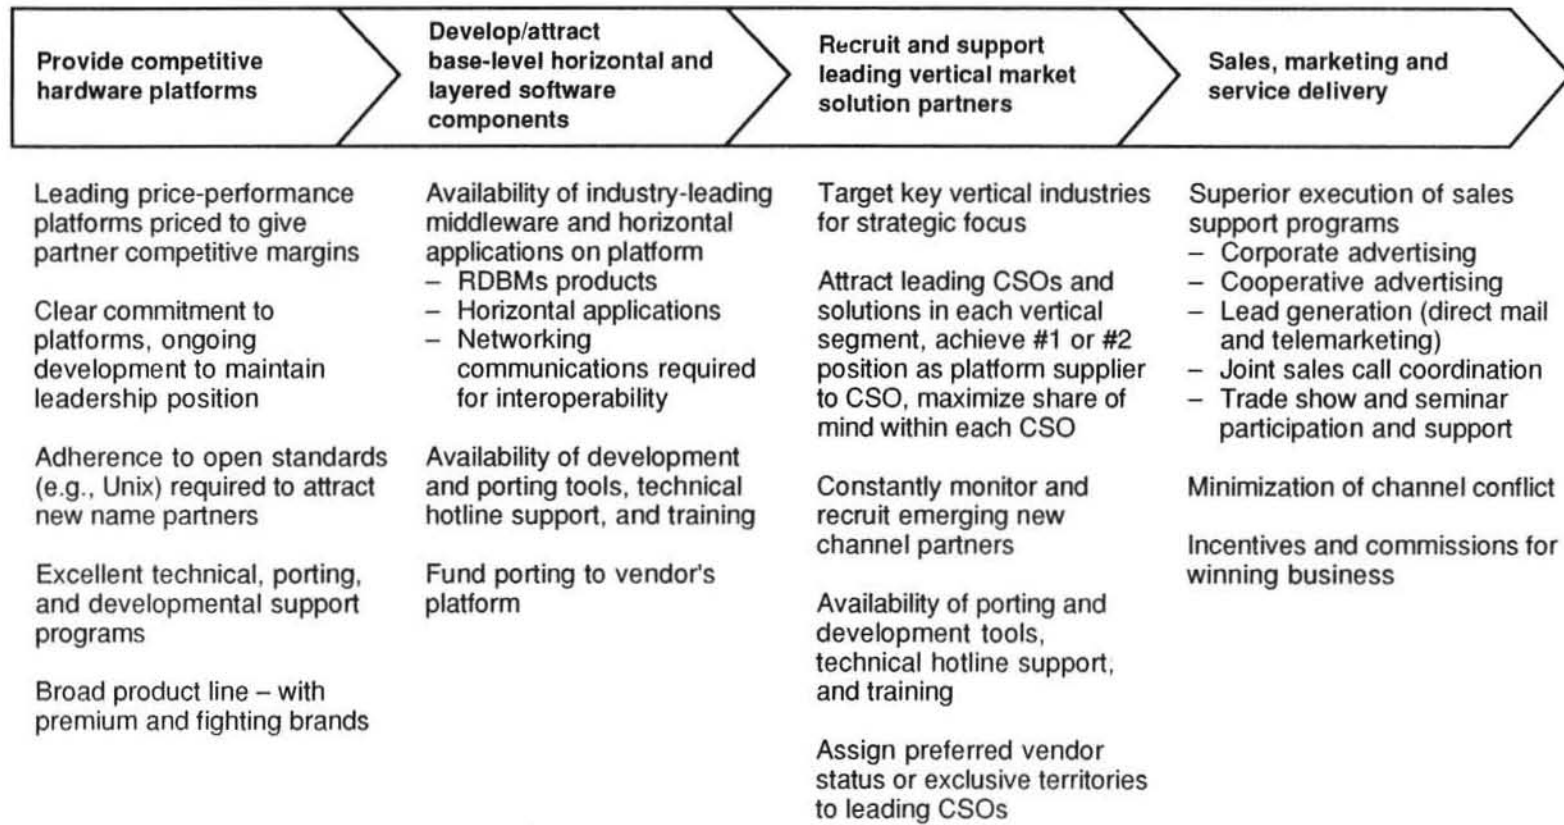 Provide competitive
hardware platforms
Develop/attract
base-level horizontal and
layered software
components
Recruit and support
leading vertical market
solution partners
Sales, marketing and
service delivery
Leading price-performance
platforms priced to give
partner competitive margins
Clear commitment to
platforms, ongoing
development to maintain
leadership position
Adherence to open standards
(e.g., Unix) required to attract
new name partners
Excellent technical, porting,
and developmental support
programs
Broad product line – with
premium and fighting brands
Availability of industry-leading
middleware and horizontal
applications on platform
– RDBMs products
– Horizontal applications
– Networking
communications required
for interoperability
Availability of development
and porting tools, technical
hotline support, and training
Fund porting to vendor's
platform
Target key vertical industries
for strategic focus
Attract leading CSOs and
solutions in each vertical
segment, achieve #1 or #2
position as platform supplier
to CSO, maximize share of
mind within each CSO
Constantly monitor and
recruit emerging new
channel partners
Availability of porting and
development tools,
technical hotline support,
and training
Assign preferred vendor
status or exclusive territories
to leading CSOs
Superior execution of sales
support programs
– Corporate advertising
– Cooperative advertising
– Lead generation (direct mail
and telemarketing)
– Joint sales call coordination
– Trade show and seminar
participation and support
Minimization of channel conflict
Incentives and commissions for
winning business